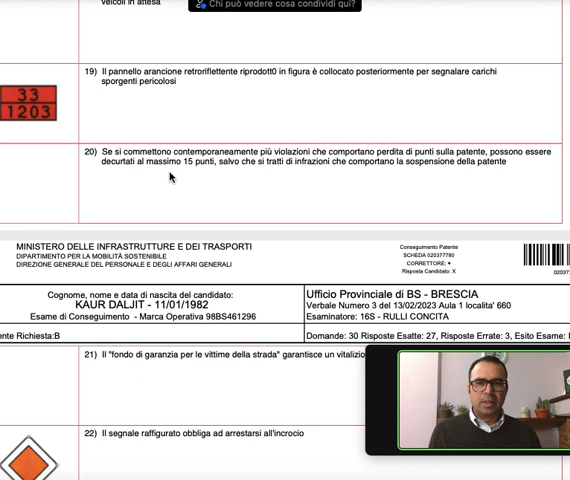 veicoli in attesa
Chi può vedere cosa condividi qui?
19) Il pannello arancione retroriflettente riprodott0 in figura è collocato posteriormente per segnalare carichi
sporgenti pericolosi
33
1203
20) Se si commettono contemporaneamente più violazioni che comportano perdita di punti sulla patente, possono essere
decurtati al massimo 15 punti, salvo che si tratti di infrazioni che comportano la sospensione della patente
MINISTERO DELLE INFRASTRUTTURE E DEI TRASPORTI
DIPARTIMENTO PER LA MOBILITÀ SOSTENIBILE
DIREZIONE GENERALE DEL PERSONALE E DEGLI AFFARI GENERALI
Conseguimento Patente
SCHEDA 020377780
CORRETTORE: •
Risposta Candidato: X
02037
Cognome, nome e data di nascita del candidato:
KAUR DALJIT - 11/01/1982
Esame di Conseguimento - Marca Operativa 98BS461296
Ufficio Provinciale di BS - BRESCIA
Verbale Numero 3 del 13/02/2023 Aula 1 localita' 660
Esaminatore: 16S - RULLI CONCITA
ente Richiesta:B
Domande: 30 Risposte Esatte: 27, Risposte Errate: 3, Esito Esame:
21) Il "fondo di garanzia per le vittime della strada" garantisce un vitalizio
22) Il segnale raffigurato obbliga ad arrestarsi all'incrocio